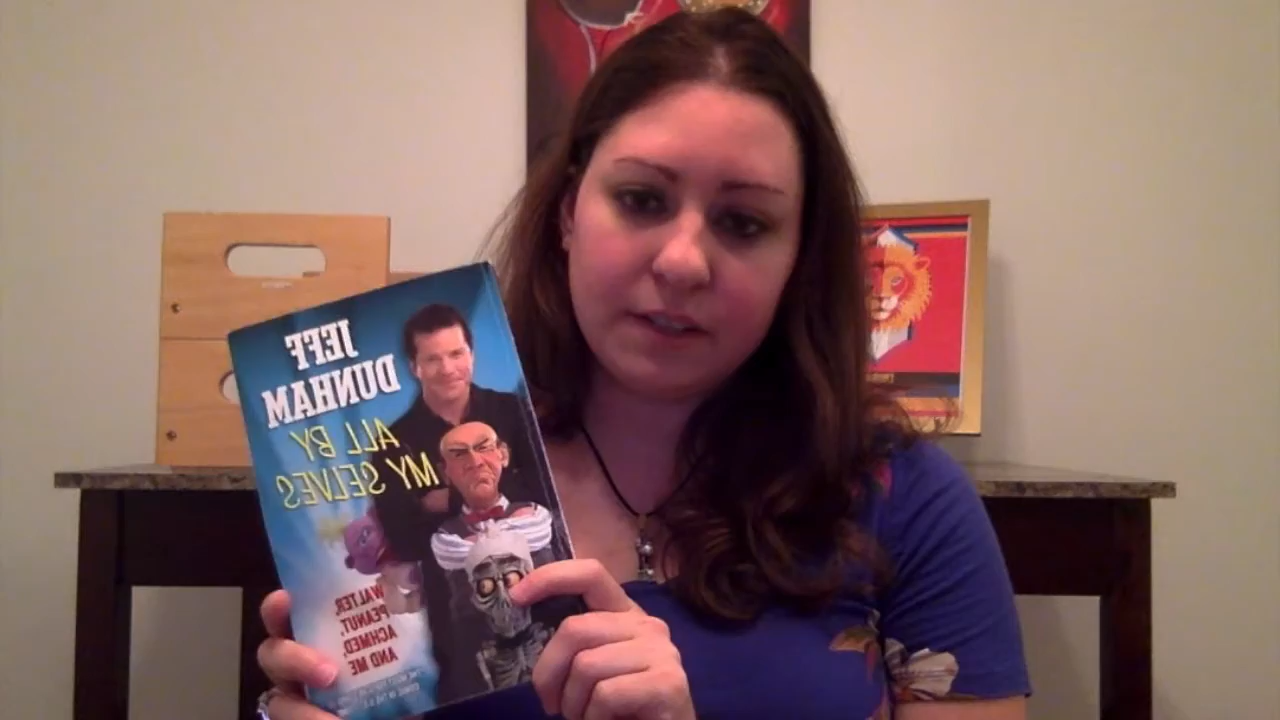 JEFF
DUNHAM
ALL BY
MY SELVES
WALTER,
PEANUT,
ACHMED,
AND ME